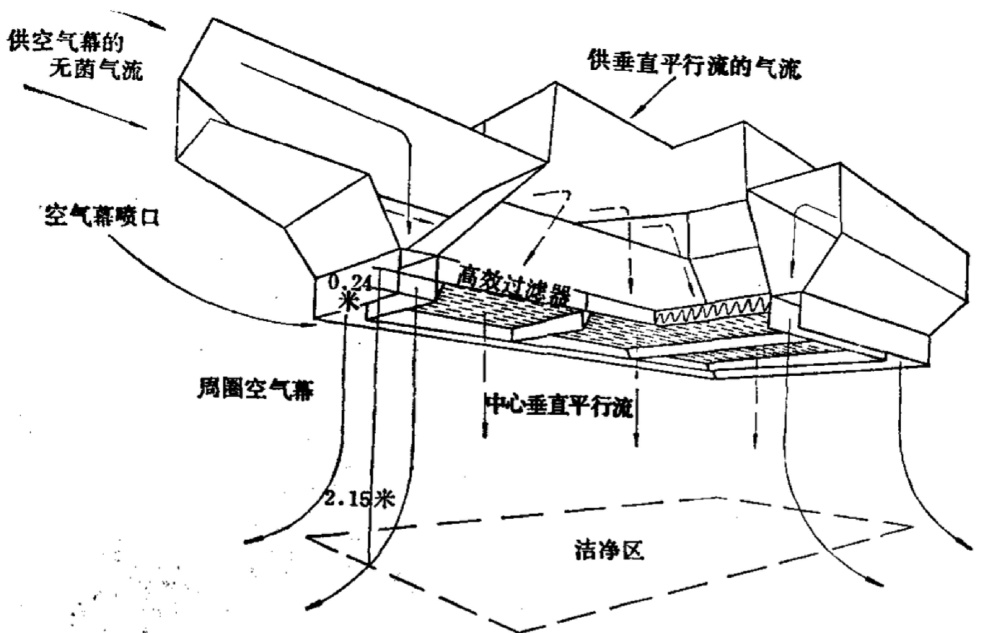 供空气幕的
无菌气流
供垂直平行流的气流
空气幕喷口
0.24
米
高效过滤器
周圈空气幕
中心垂直平行流
2.15米
洁净区